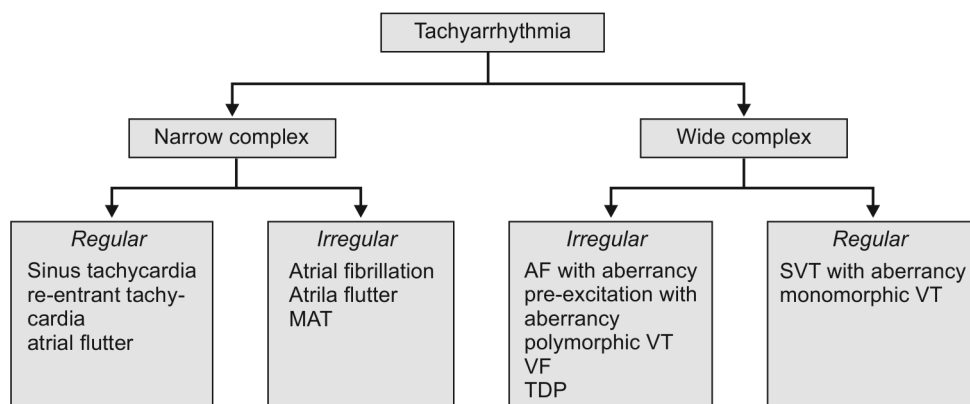 Tachyarrhythmia
Narrow complex
Wide complex
Regular
Sinus tachycardia
re-entrant tachy-
cardia
atrial flutter
Irregular
Atrial fibrillation
Atrila flutter
MAT
Irregular
AF with aberrancy
pre-excitation with
aberrancy
polymorphic VT
VF
TDP
Regular
SVT with aberrancy
monomorphic VT